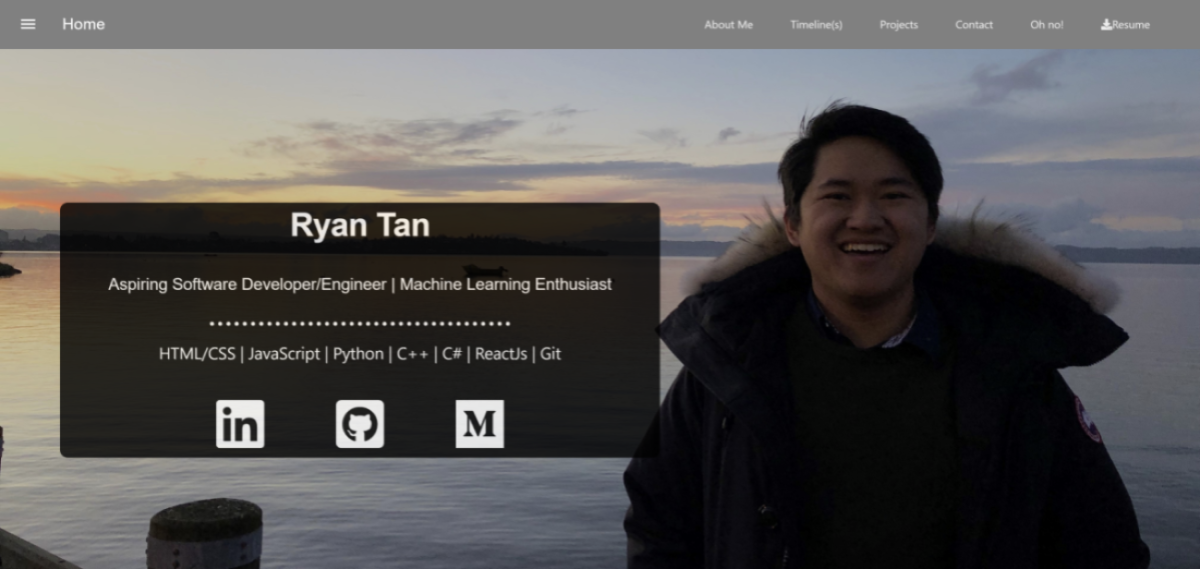 Home
About Me Timeline(s) Projects Contact Oh no! Resume
Ryan Tan
Aspiring Software Developer/Engineer | Machine Learning Enthusiast
HTML/CSS | JavaScript | Python | C++ | C# | ReactJs | Git
in M